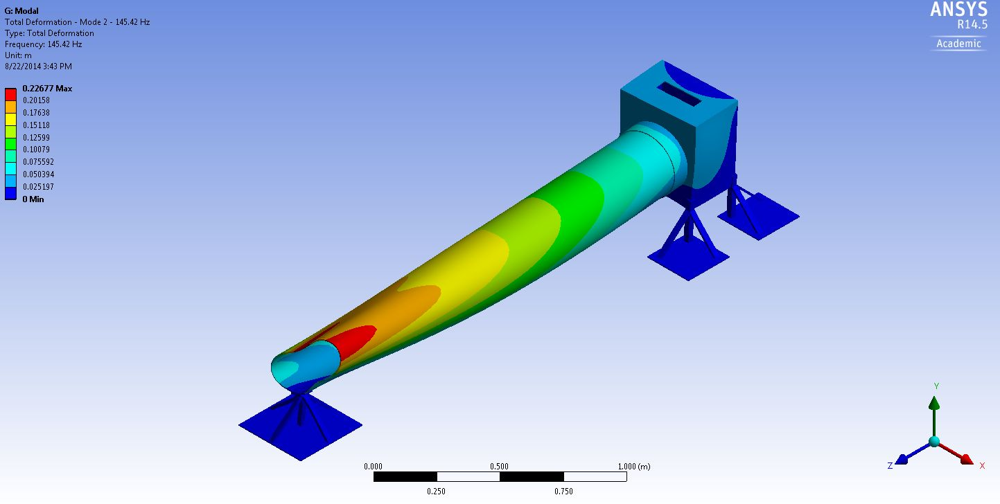 G: Modal
Total Deformation - Mode 2 - 145.42 Hz
Type: Total Deformation
Frequency: 145.42 Hz
Unit: m
8/22/2014 3:43 PM
0.22677 Max
0.20158
0.17638
0.15118
0.12599
0.10079
0.075592
0.050394
0.025197
0 Min
ANSYS
R14.5
Academic
0.000 0.500 1.000 (m)
0.250 0.750
Y
Z X